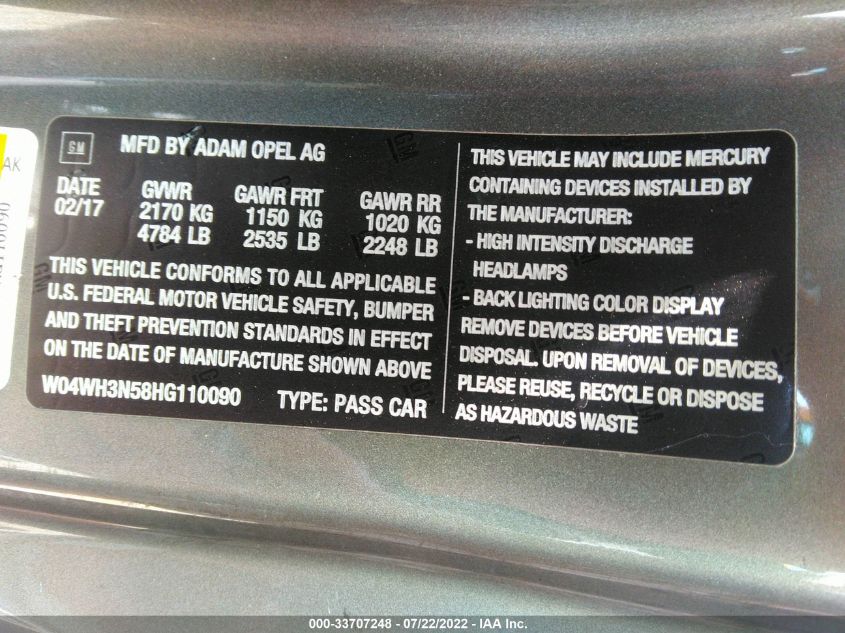 GM
MFD BY ADAM OPEL AG
DATE GVWR GAWR FRT GAWR RR
02/17 2170 KG 1150 KG 1020 KG
4784 LB 2535 LB 2248 LB
THIS VEHICLE CONFORMS TO ALL APPLICABLE
U.S. FEDERAL MOTOR VEHICLE SAFETY, BUMPER
AND THEFT PREVENTION STANDARDS IN EFFECT
ON THE DATE OF MANUFACTURE SHOWN ABOVE
W04WH3N58HG110090 TYPE: PASS CAR
THIS VEHICLE MAY INCLUDE MERCURY
CONTAINING DEVICES INSTALLED BY
THE MANUFACTURER:
- HIGH INTENSITY DISCHARGE
HEADLAMPS
- BACK LIGHTING COLOR DISPLAY
REMOVE DEVICES BEFORE VEHICLE
DISPOSAL. UPON REMOVAL OF DEVICES,
PLEASE REUSE, RECYCLE OR DISPOSE
AS HAZARDOUS WASTE
AK
000-33707248 - 07/22/2022 - IAA Inc.